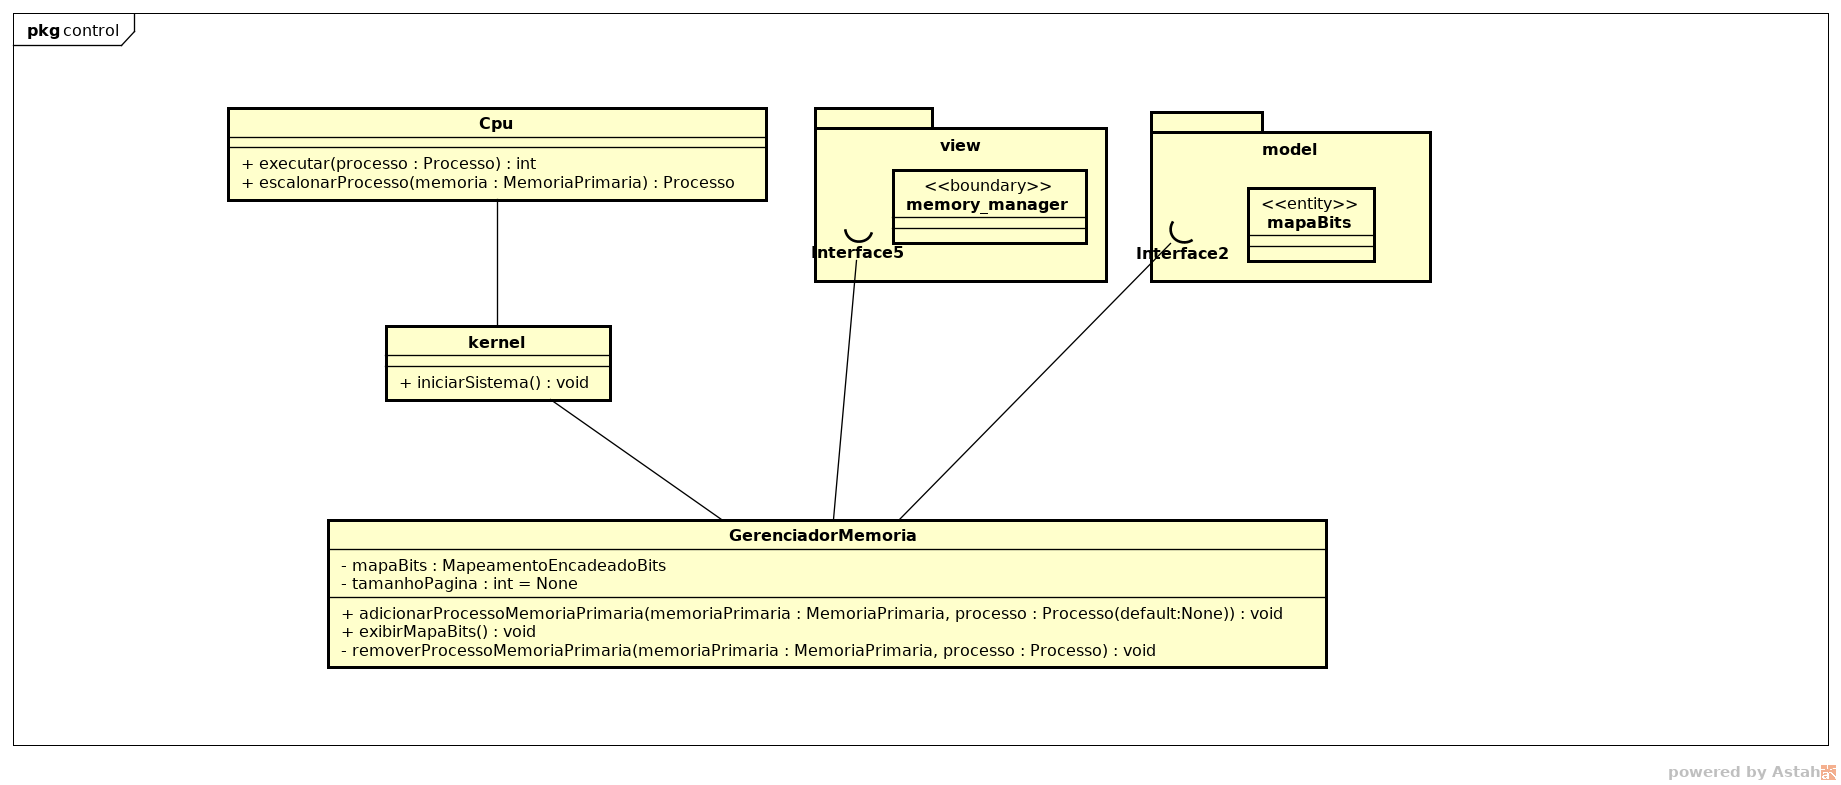 pkg control
Cpu
+ executar(processo : Processo) : int
+ escalonarProcesso(memoria : MemoriaPrimaria) : Processo
view
<<boundary>>
memory_manager
Interface5
model
<<entity>>
mapaBits
Interface2
kernel
+ iniciarSistema() : void
GerenciadorMemoria
- mapaBits : MapeamentoEncadeadoBits
- tamanhoPagina : int = None
+ adicionarProcessoMemoriaPrimaria(memoriaPrimaria : MemoriaPrimaria, processo : Processo(default:None)) : void
+ exibirMapaBits() : void
- removerProcessoMemoriaPrimaria(memoriaPrimaria : MemoriaPrimaria, processo : Processo) : void
powered by Astah